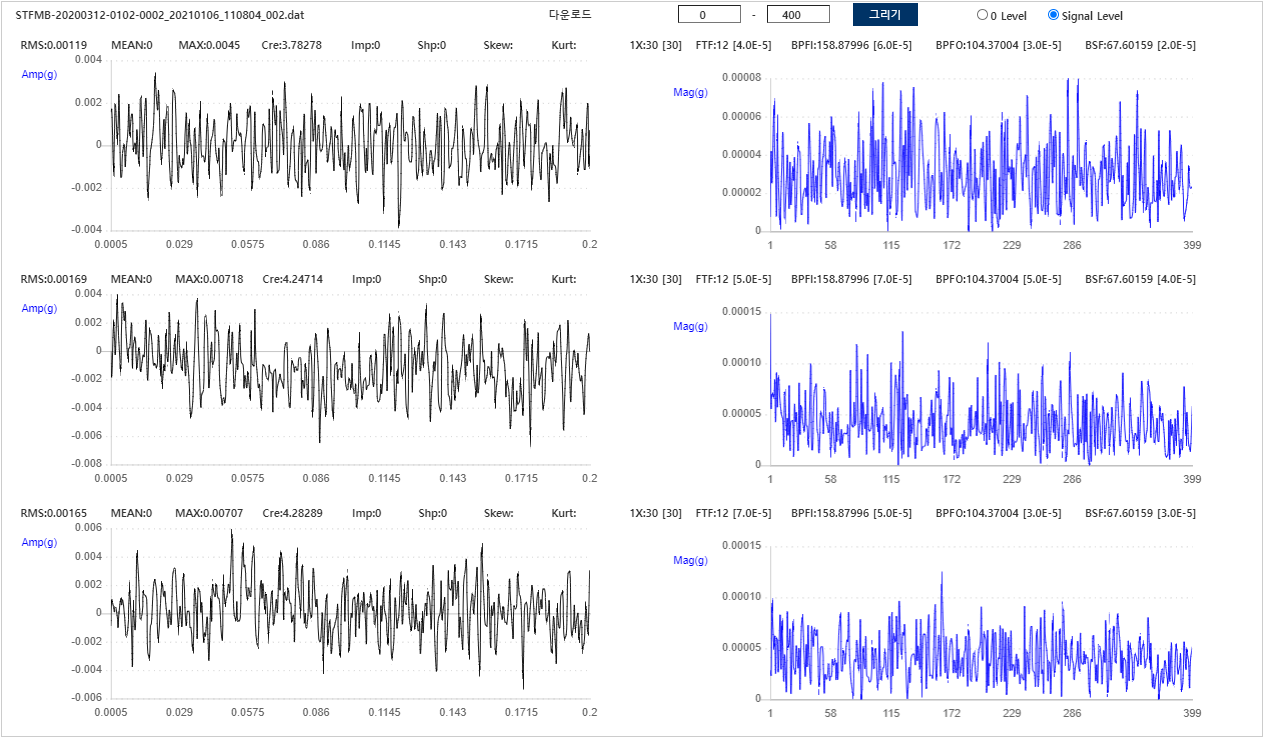 STFMB-20200312-0102-0002_20210106_110804_002.dat 다운로드 0 - 400 그리기 0 Level Signal Level
RMS:0.00119 MEAN:0 MAX:0.0045 Cre:3.78278 Imp:0 Shp:0 Skew: Kurt:
Amp(g)
0.004
0.002
0
-0.002
-0.004
0.0005 0.029 0.0575 0.086 0.1145 0.143 0.1715 0.2
1X:30 [30] FTF:12 [4.0E-5] BPFI:158.87996 [6.0E-5] BPFO:104.37004 [3.0E-5] BSF:67.60159 [2.0E-5]
Mag(g)
0.00008
0.00006
0.00004
0.00002
0
1 58 115 172 229 286 399
RMS:0.00169 MEAN:0 MAX:0.00718 Cre:4.24714 Imp:0 Shp:0 Skew: Kurt:
Amp(g)
0.004
0.002
0
-0.002
-0.004
-0.006
-0.008
0.0005 0.029 0.0575 0.086 0.1145 0.143 0.1715 0.2
1X:30 [30] FTF:12 [5.0E-5] BPFI:158.87996 [7.0E-5] BPFO:104.37004 [5.0E-5] BSF:67.60159 [4.0E-5]
Mag(g)
0.00015
0.00010
0.00005
0
1 58 115 172 229 286 399
RMS:0.00165 MEAN:0 MAX:0.00707 Cre:4.28289 Imp:0 Shp:0 Skew: Kurt:
Amp(g)
0.006
0.004
0.002
0
-0.002
-0.004
-0.006
0.0005 0.029 0.0575 0.086 0.1145 0.143 0.1715 0.2
1X:30 [30] FTF:12 [7.0E-5] BPFI:158.87996 [5.0E-5] BPFO:104.37004 [3.0E-5] BSF:67.60159 [3.0E-5]
Mag(g)
0.00015
0.00010
0.00005
0
1 58 115 172 229 286 399